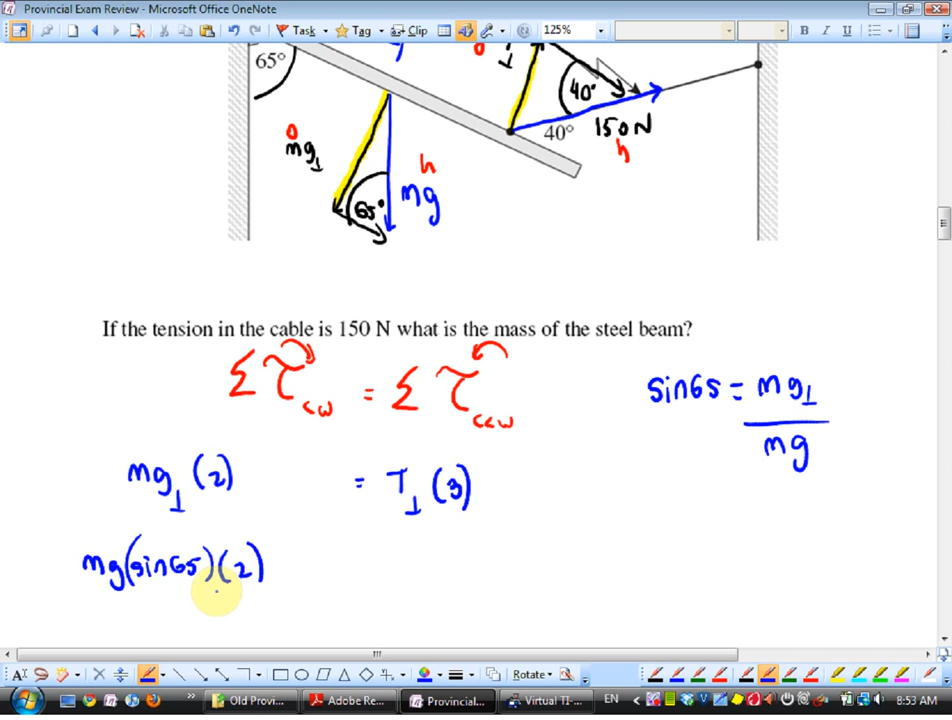 Provincial Exam Review - Microsoft Office OneNote
Task Tag Clip 125% B I U
65° o ⊥ 40°
40° 150N
h
o
mg⊥ h
65° mg
If the tension in the cable is 150 N what is the mass of the steel beam?
Στcw = Στccw
sin65 = mg⊥
mg
mg⊥(2) = T⊥(3)
mg(sin65)(2)
Rotate
Old Provi... Adobe Re... Provincial... Virtual TI-... EN 8:53 AM